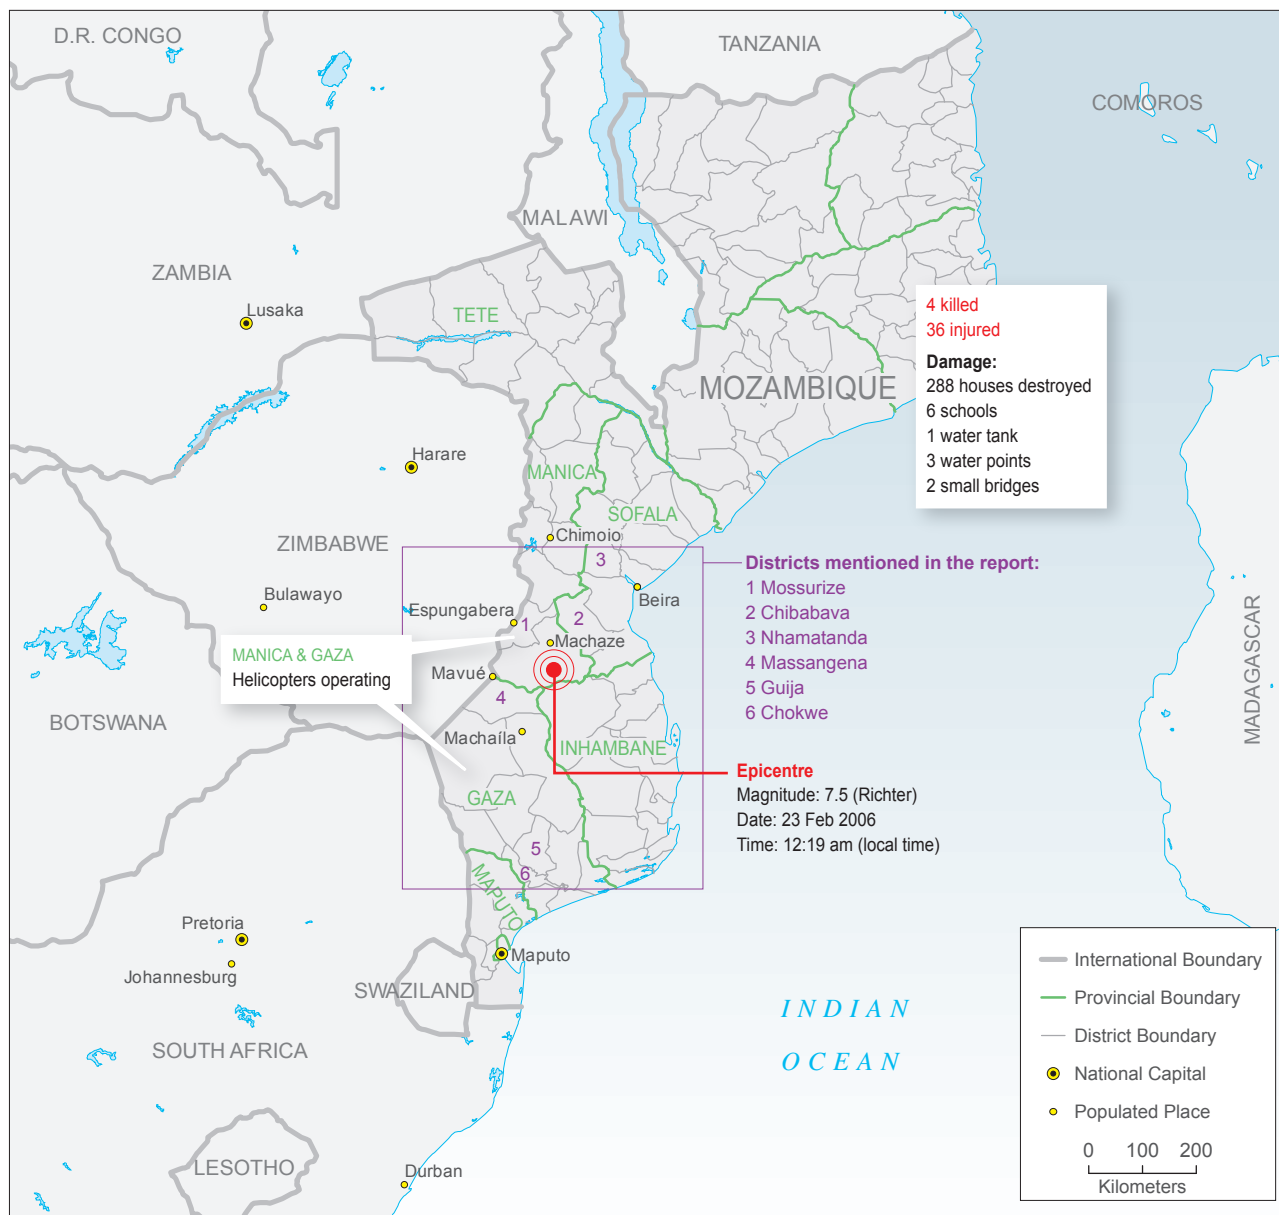 D.R. CONGO
TANZANIA
COMOROS
MALAWI
ZAMBIA
Lusaka
TETE
4 killed
36 injured
Damage:
288 houses destroyed
6 schools
1 water tank
3 water points
2 small bridges
MOZAMBIQUE
Harare
MANICA
SOFALA
Chimoio
ZIMBABWE
3
Districts mentioned in the report:
1 Mossurize
2 Chibabava
3 Nhamatanda
4 Massangena
5 Guija
6 Chokwe
Bulawayo
Beira
Espungabera
1
2
Machaze
MANICA & GAZA
Helicopters operating
Mavué
4
MADAGASCAR
BOTSWANA
Machaíla
INHAMBANE
Epicentre
Magnitude: 7.5 (Richter)
Date: 23 Feb 2006
Time: 12:19 am (local time)
GAZA
5
6
MAPUTO
Pretoria
Johannesburg
Maputo
SWAZILAND
SOUTH AFRICA
INDIAN
OCEAN
LESOTHO
Durban
International Boundary
Provincial Boundary
District Boundary
National Capital
Populated Place
0 100 200
Kilometers